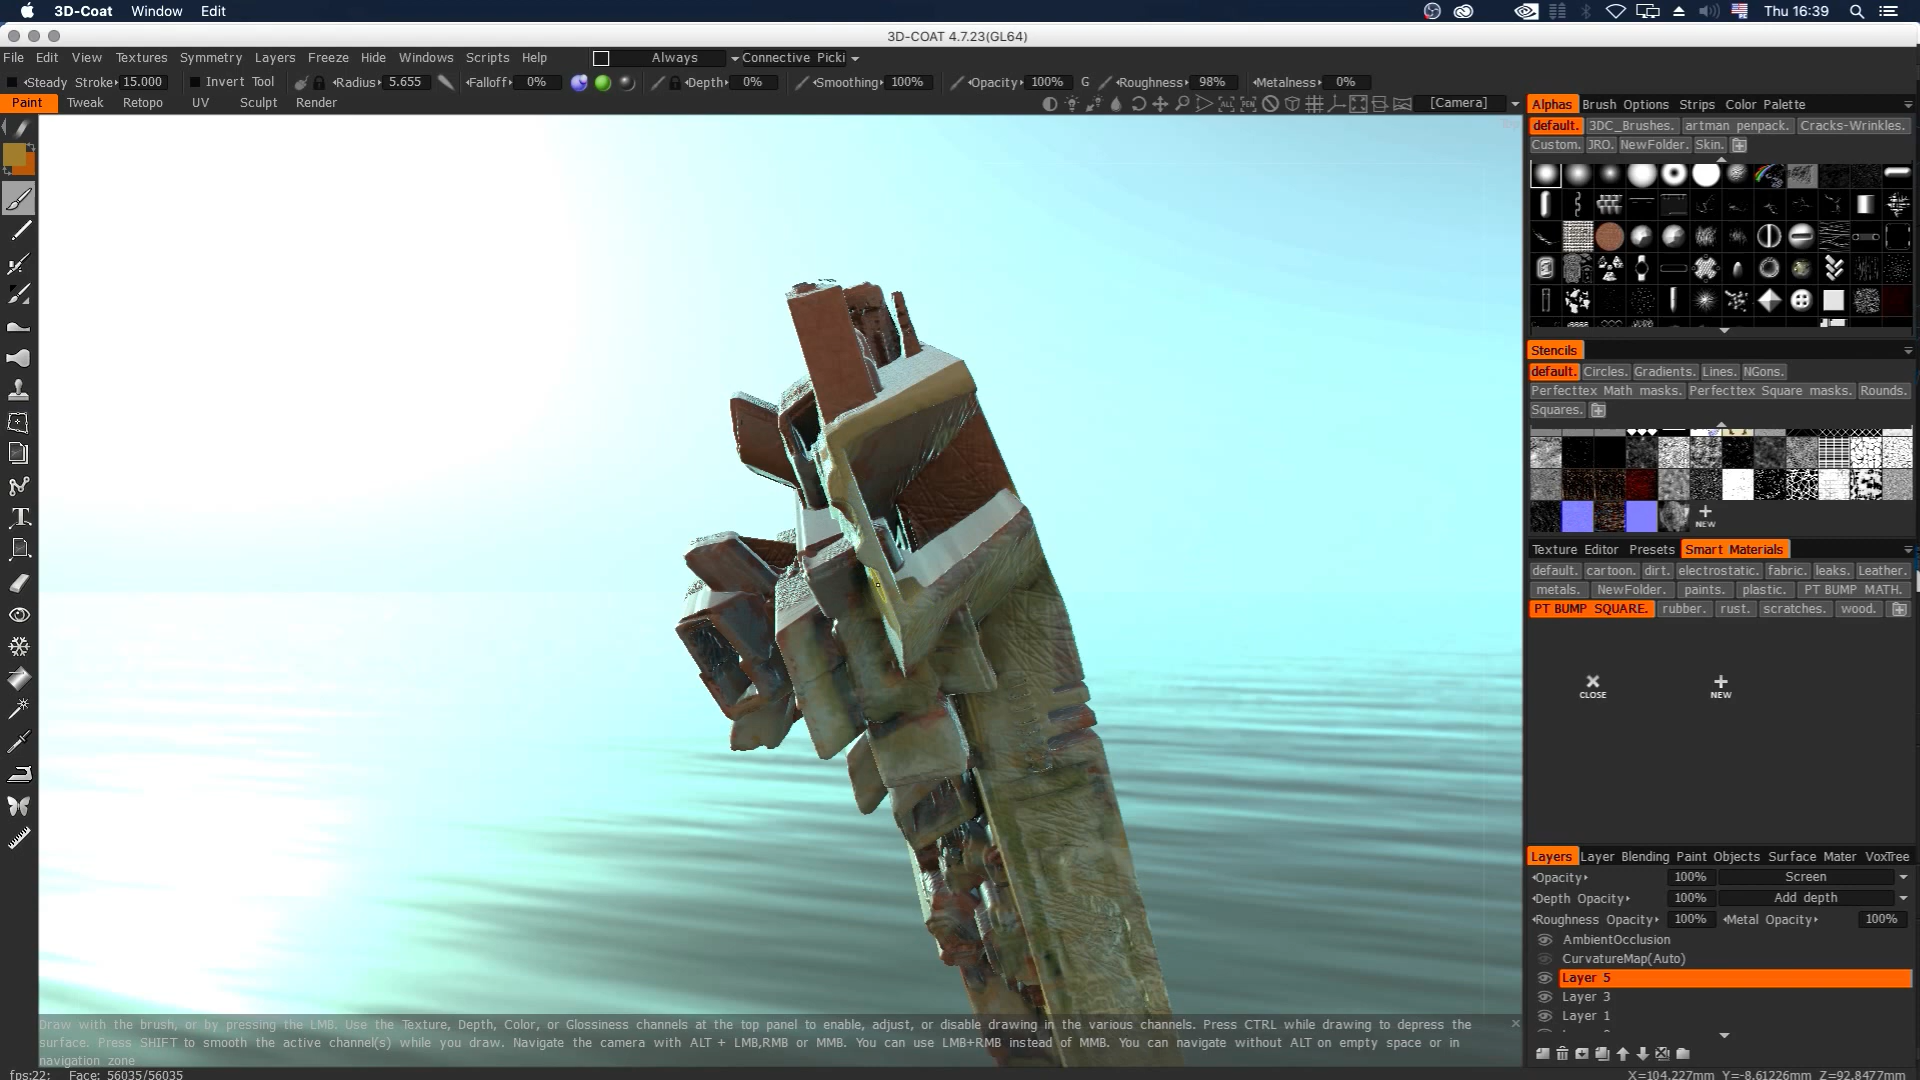 3D-Coat Window Edit Thu 16:39
3D-COAT 4.7.23(GL64)
File Edit View Textures Symmetry Layers Freeze Hide Windows Scripts Help Always Connective Picki
Steady Stroke 15.000 Invert Tool Radius 5.655 Falloff 0% Depth 0% Smoothing 100% Opacity 100% G Roughness 98% Metalness 0%
Paint Tweak Retopo UV Sculpt Render [Camera]
Alphas Brush Options Strips Color Palette
default. 3DC_Brushes. artman penpack. Cracks-Wrinkles.
Custom. JRO. NewFolder. Skin.
Stencils
default. Circles. Gradients. Lines. NGons.
Perfecttex Math masks. Perfecttex Square masks. Rounds.
Squares.
NEW
Texture Editor Presets Smart Materials
default. cartoon. dirt. electrostatic. fabric. leaks. Leather.
metals. NewFolder. paints. plastic. PT BUMP MATH.
PT BUMP SQUARE. rubber. rust. scratches. wood.
CLOSE NEW
Layers Layer Blending Paint Objects Surface Mater VoxTree
Opacity 100% Screen
Depth Opacity 100% Add depth
Roughness Opacity 100% Metal Opacity 100%
AmbientOcclusion
CurvatureMap(Auto)
Layer 5
Layer 3
Layer 1
Draw with the brush, or by pressing the LMB. Use the Texture, Depth, Color, or Glossiness channels at the top panel to enable, adjust, or disable drawing in the various channels. Press CTRL while drawing to depress the
surface. Press SHIFT to smooth the active channel(s) while you draw. Navigate the camera with ALT + LMB,RMB or MMB. You can use LMB+RMB instead of MMB. You can navigate without ALT on empty space or in
navigation zone
fps:22; Face: 56035/56035 X=104.227mm Y=-8.61226mm Z=92.8477mm